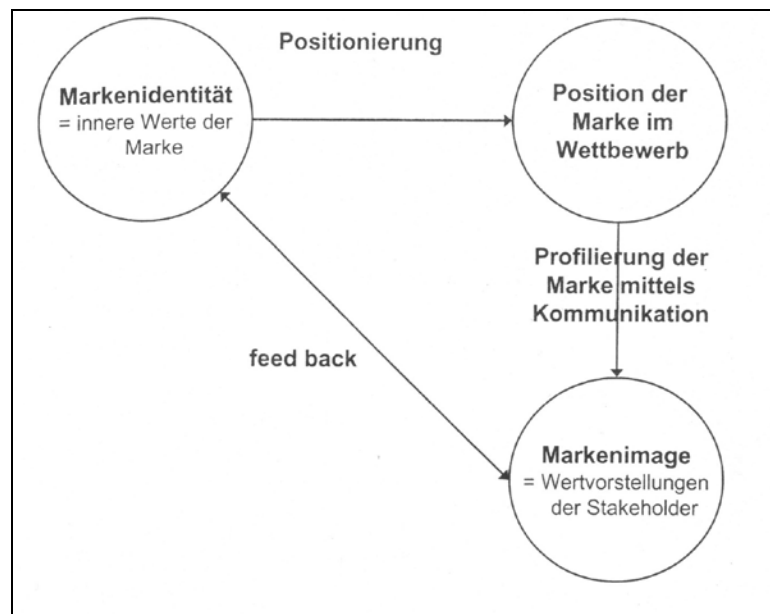 Positionierung
Markenidentität
= innere Werte der
Marke
Position der
Marke im
Wettbewerb
Profilierung der
Marke mittels
Kommunikation
feed back
Markenimage
= Wertvorstellungen
der Stakeholder